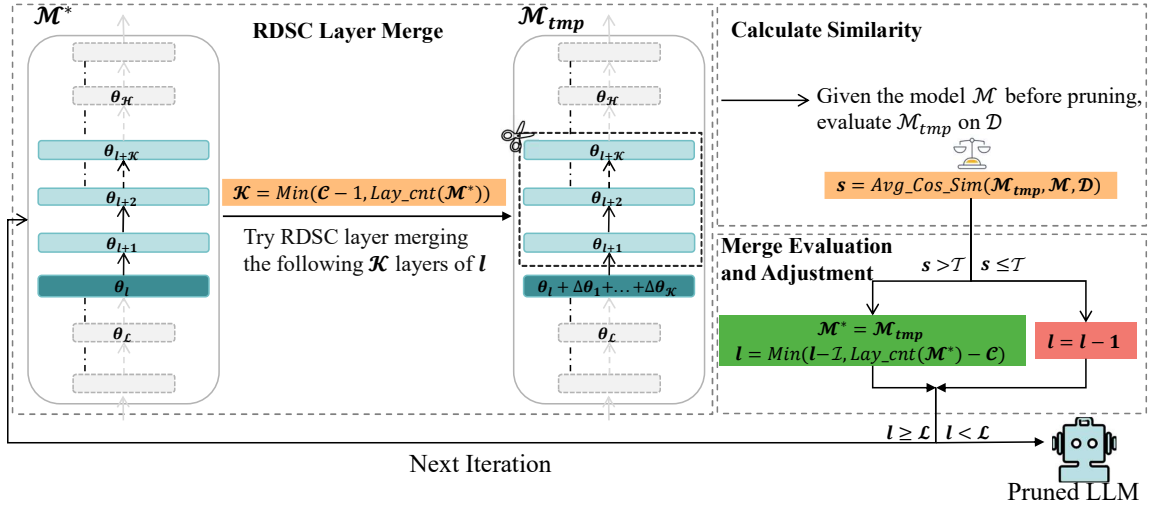 𝓜*
RDSC Layer Merge
𝓜tmp
θ𝓗
θl+𝓚
θl+2
θl+1
θl
θ𝓛
𝓚 = Min(𝓒 − 1, Lay_cnt(𝓜*))
Try RDSC layer merging
the following 𝓚 layers of l
θ𝓗
θl+𝓚
θl+2
θl+1
θl + Δθ1+...+Δθ𝓚
θ𝓛
Calculate Similarity
Given the model 𝓜 before pruning,
evaluate 𝓜tmp on 𝓓
s = Avg_Cos_Sim(𝓜tmp, 𝓜, 𝓓)
Merge Evaluation
and Adjustment
s >𝒯
s ≤𝒯
𝓜* = 𝓜tmp
l = Min(l−ℐ, Lay_cnt(𝓜*) − 𝓒)
l = l − 1
l ≥ 𝓛
l < 𝓛
Next Iteration
Pruned LLM